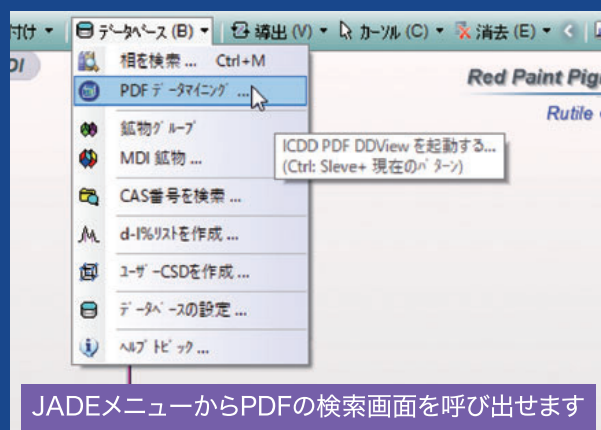 付け データベース (B) 導出 (V) カーソル (C) 消去 (E)
DI
相を検索 ... Ctrl+M
PDF データマイニング ...
鉱物グループ
MDI 鉱物 ...
CAS番号を検索 ...
d-I%リストを作成 ...
ユーザーCSDを作成 ...
データベースの設定 ...
ヘルプトピック ...
Red Paint Pig
Rutile
ICDD PDF DDView を起動する...
(Ctrl: SIeve+ 現在のパターン)
JADEメニューからPDFの検索画面を呼び出せます